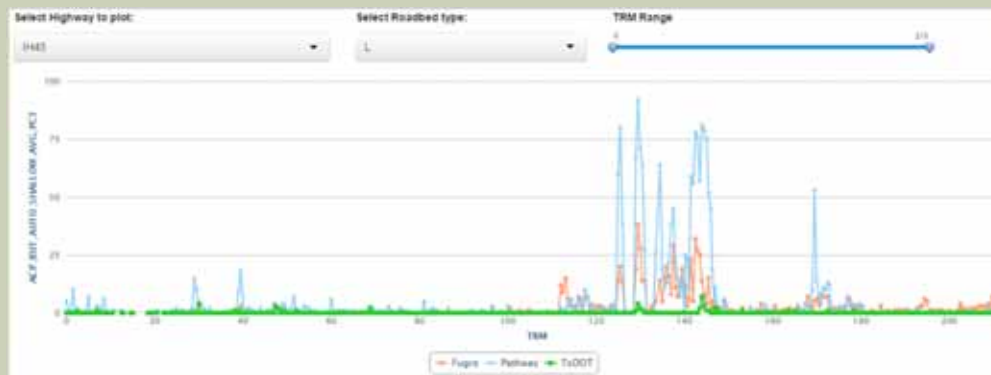 Select Highway to plot: Select Roadbed type: TRM Range
IH45 L
0
100
75
50
25
0
ACP_RUT_AUTO_SHALLOW_AVG_PCT
0 20 40 60 80 100 120 140 160 180 200
TRM
Fugro Pathway TxDOT